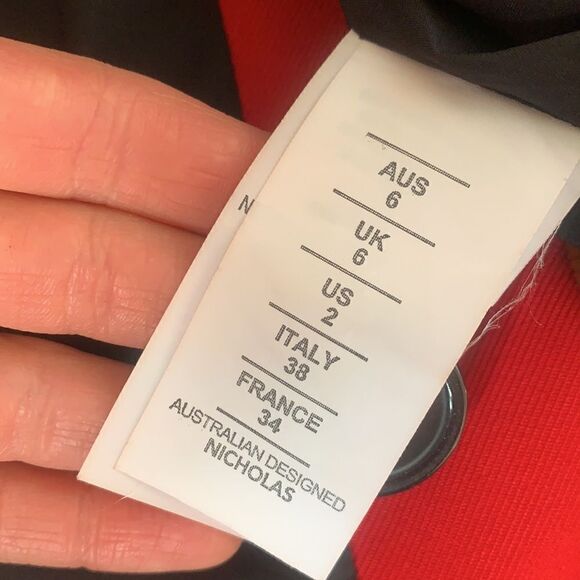 AUS
6
UK
6
US
2
ITALY
38
FRANCE
34
AUSTRALIAN DESIGNED
NICHOLAS
N